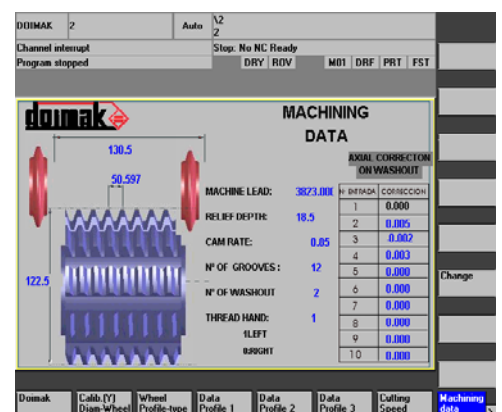 DOIMAK 2 Auto \2
2
Channel interrupt Stop: No NC Ready
Program stopped DRY ROV M01 DRF PRT FST
doimak
MACHINING
DATA
AXIAL CORRECTON
ON WASHOUT
130.5
50.597
122.5
MACHINE LEAD: 3823.000
RELIEF DEPTH: 18.5
CAM RATE: 0.05
Nº OF GROOVES : 12
Nº OF WASHOUT 2
THREAD HAND: 1
1LEFT
0:RIGHT
Nº ENTRADA CORRECCION
1 0.000
2 0.005
3 -0.002
4 0.003
5 0.000
6 0.000
7 0.000
8 0.000
9 0.000
10 0.000
Change
Doimak
Calib.(Y)
Diam-Wheel
Wheel
Profile-type
Data
Profile 1
Data
Profile 2
Data
Profile 3
Cutting
Speed
Machining
data